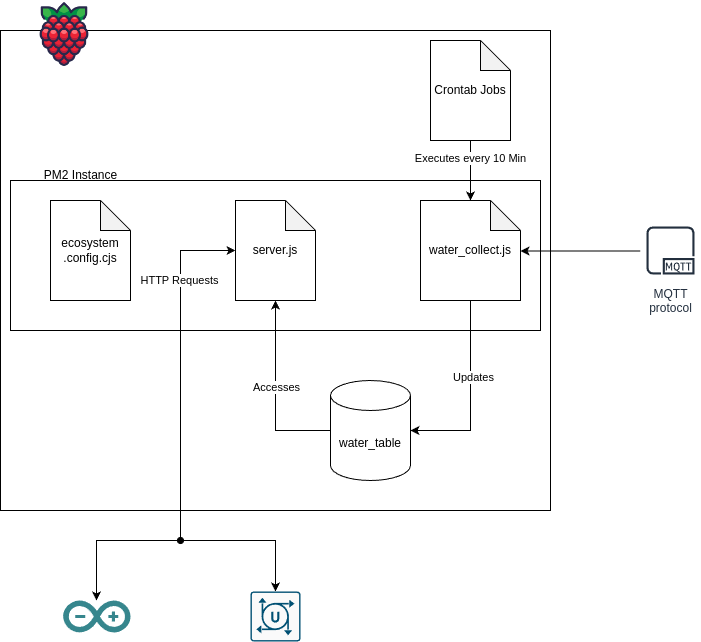 Crontab Jobs
Executes every 10 Min
PM2 Instance
ecosystem
.config.cjs
server.js
water_collect.js
HTTP Requests
MQTT
MQTT
protocol
Accesses
Updates
water_table
U